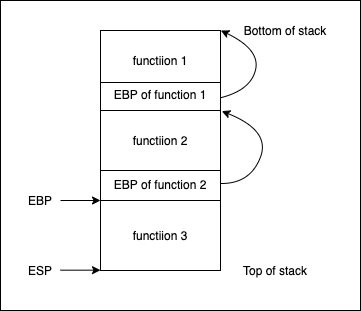 Bottom of stack
functiion 1
EBP of function 1
functiion 2
EBP of function 2
EBP
functiion 3
ESP
Top of stack